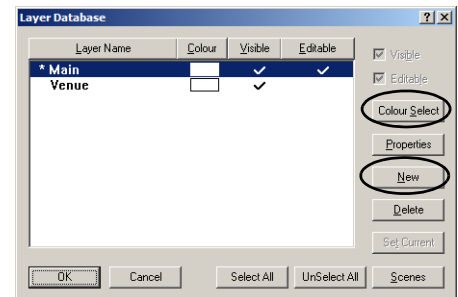 Layer Database
Layer Name Colour Visible Editable
* Main
Venue
Visible
Editable
Colour Select
Properties
New
Delete
Set Current
OK Cancel Select All UnSelect All Scenes